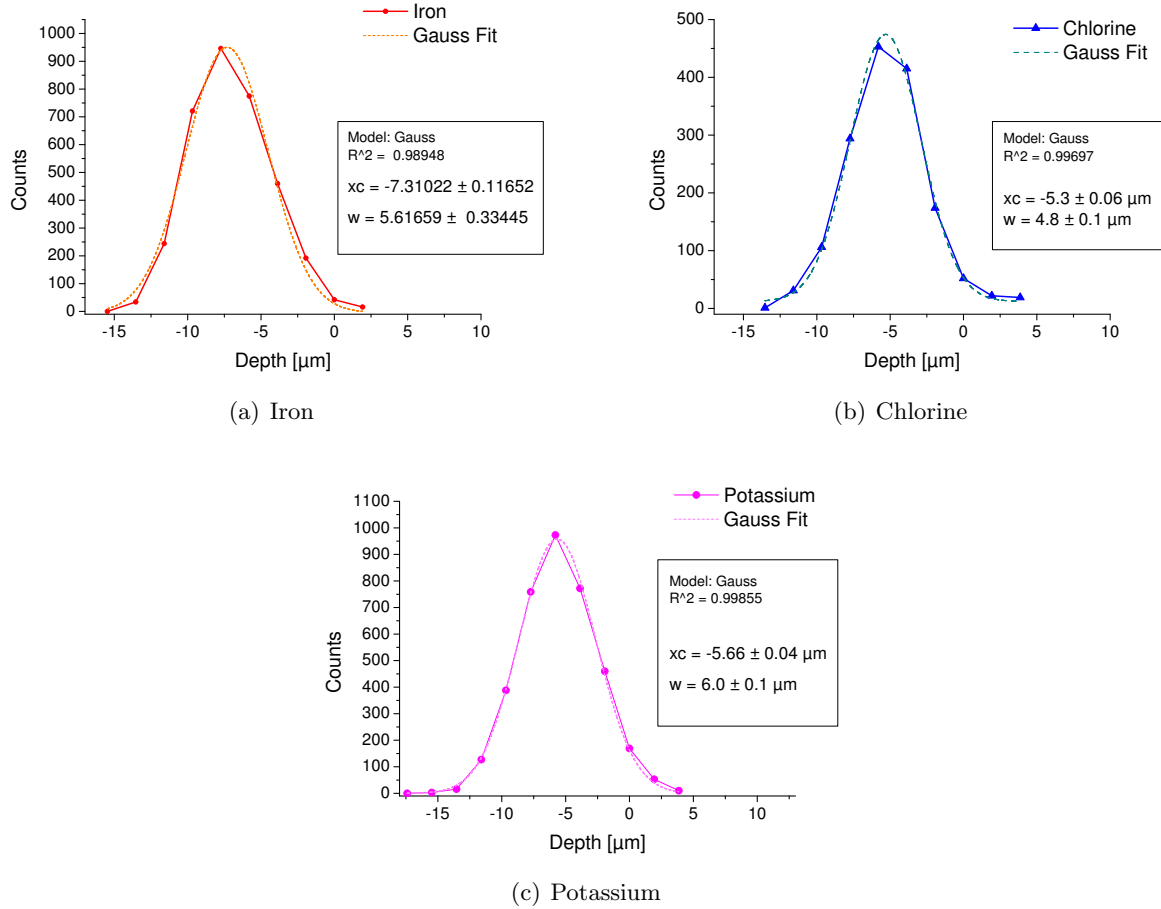 Iron
Gauss Fit
1000
900
800
700
600
500
400
300
200
100
0
Counts
-15
-10
-5
0
5
10
Depth [μm]
Model: Gauss
R^2 = 0.98948
xc = -7.31022 ± 0.11652
w = 5.61659 ± 0.33445
(a) Iron
Chlorine
Gauss Fit
500
400
300
200
100
0
Counts
-15
-10
-5
0
5
10
Depth [μm]
Model: Gauss
R^2 = 0.99697
xc = -5.3 ± 0.06 μm
w = 4.8 ± 0.1 μm
(b) Chlorine
Potassium
Gauss Fit
1100
1000
900
800
700
600
500
400
300
200
100
0
Counts
-15
-10
-5
0
5
10
Depth [μm]
Model: Gauss
R^2 = 0.99855
xc = -5.66 ± 0.04 μm
w = 6.0 ± 0.1 μm
(c) Potassium